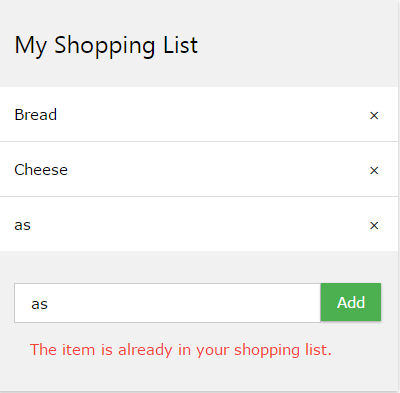 My Shopping List
Bread ×
Cheese ×
as ×
as Add
The item is already in your shopping list.